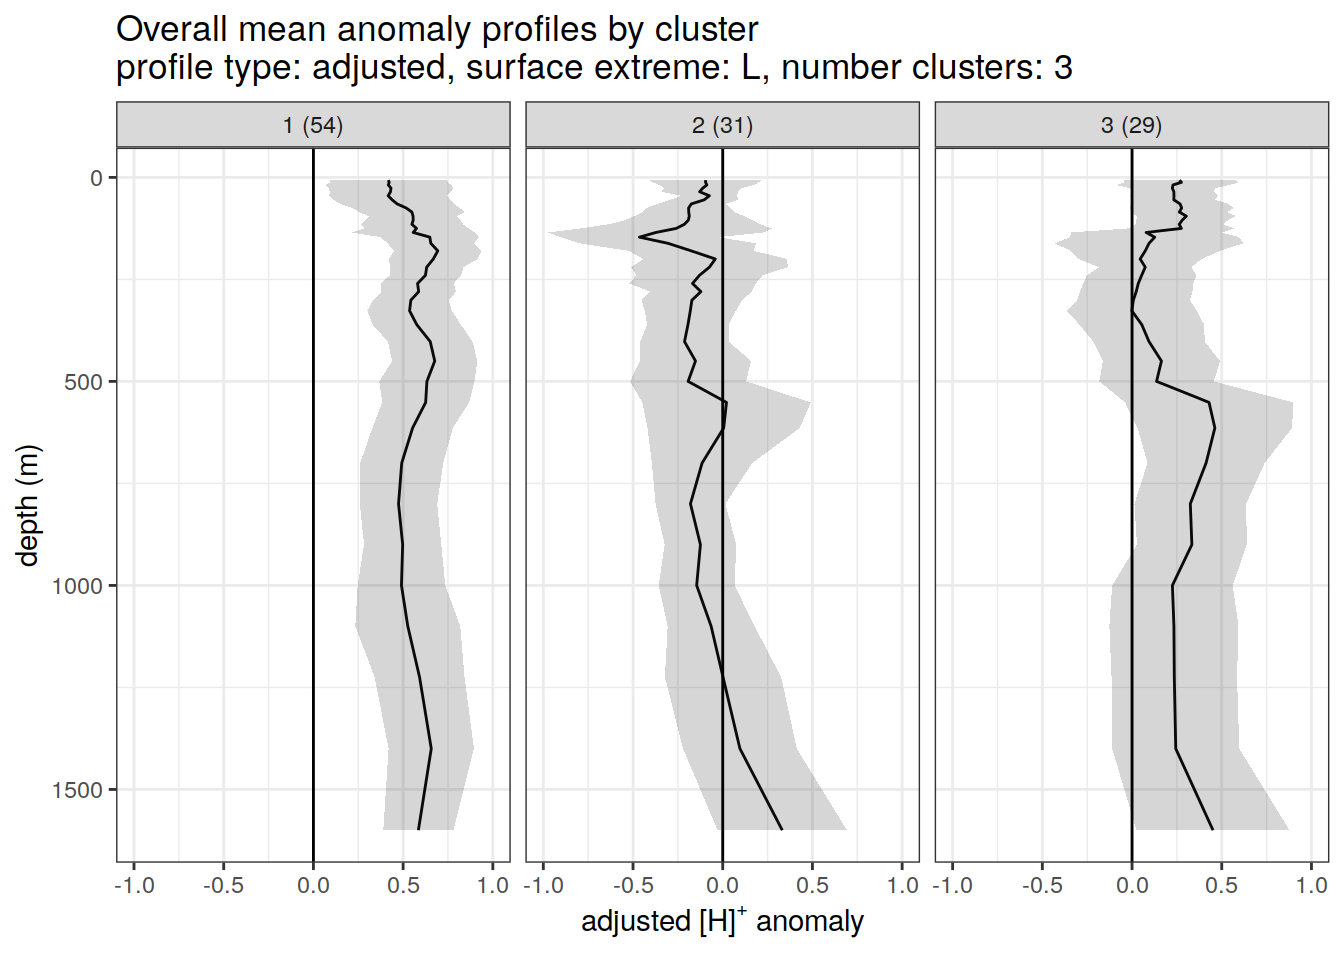 Overall mean anomaly profiles by cluster
profile type: adjusted, surface extreme: L, number clusters: 3
1 (54) 2 (31) 3 (29)
0
500
1000
1500
depth (m)
-1.0 -0.5 0.0 0.5 1.0 -1.0 -0.5 0.0 0.5 1.0 -1.0 -0.5 0.0 0.5 1.0
adjusted [H]⁺ anomaly